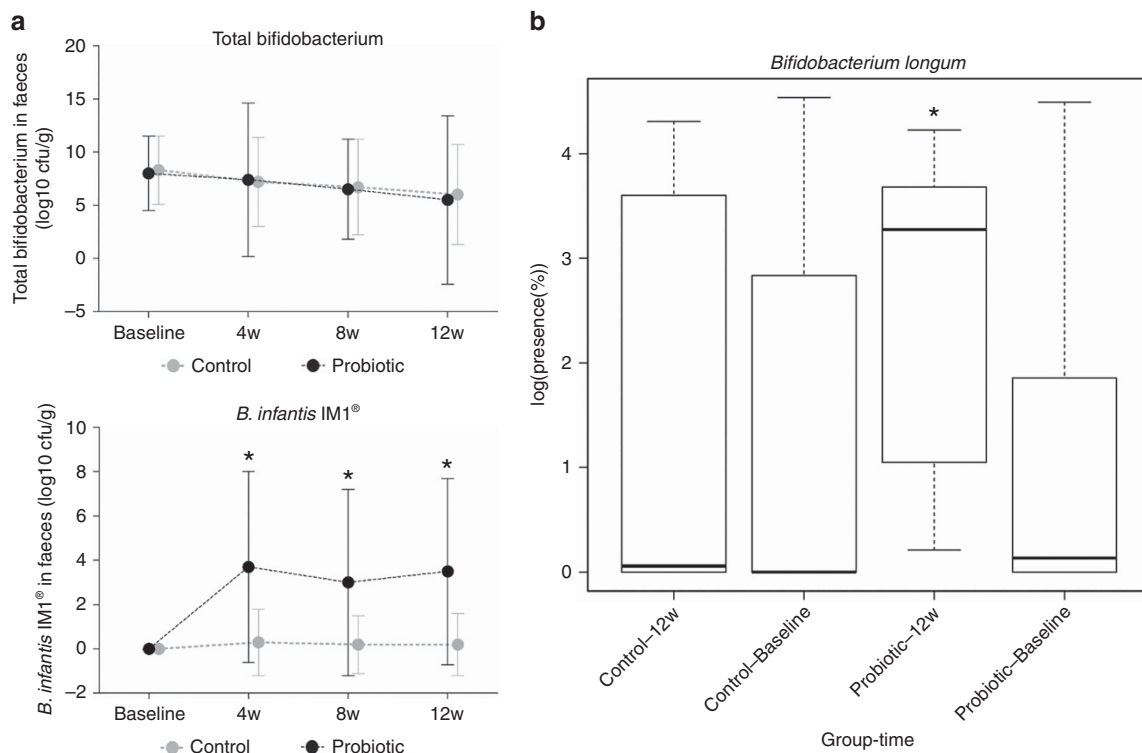 a
Total bifidobacterium
Total bifidobacterium in faeces
(log10 cfu/g)
20
15
10
5
0
−5
Baseline 4w 8w 12w
Control Probiotic
B. infantis IM1®
B. infantis IM1® in faeces (log10 cfu/g)
10
8
6
4
2
0
−2
* * *
Baseline 4w 8w 12w
Control Probiotic
b
Bifidobacterium longum
log(presence(%))
4
3
2
1
0
*
Control–12w
Control–Baseline
Probiotic–12w
Probiotic–Baseline
Group-time